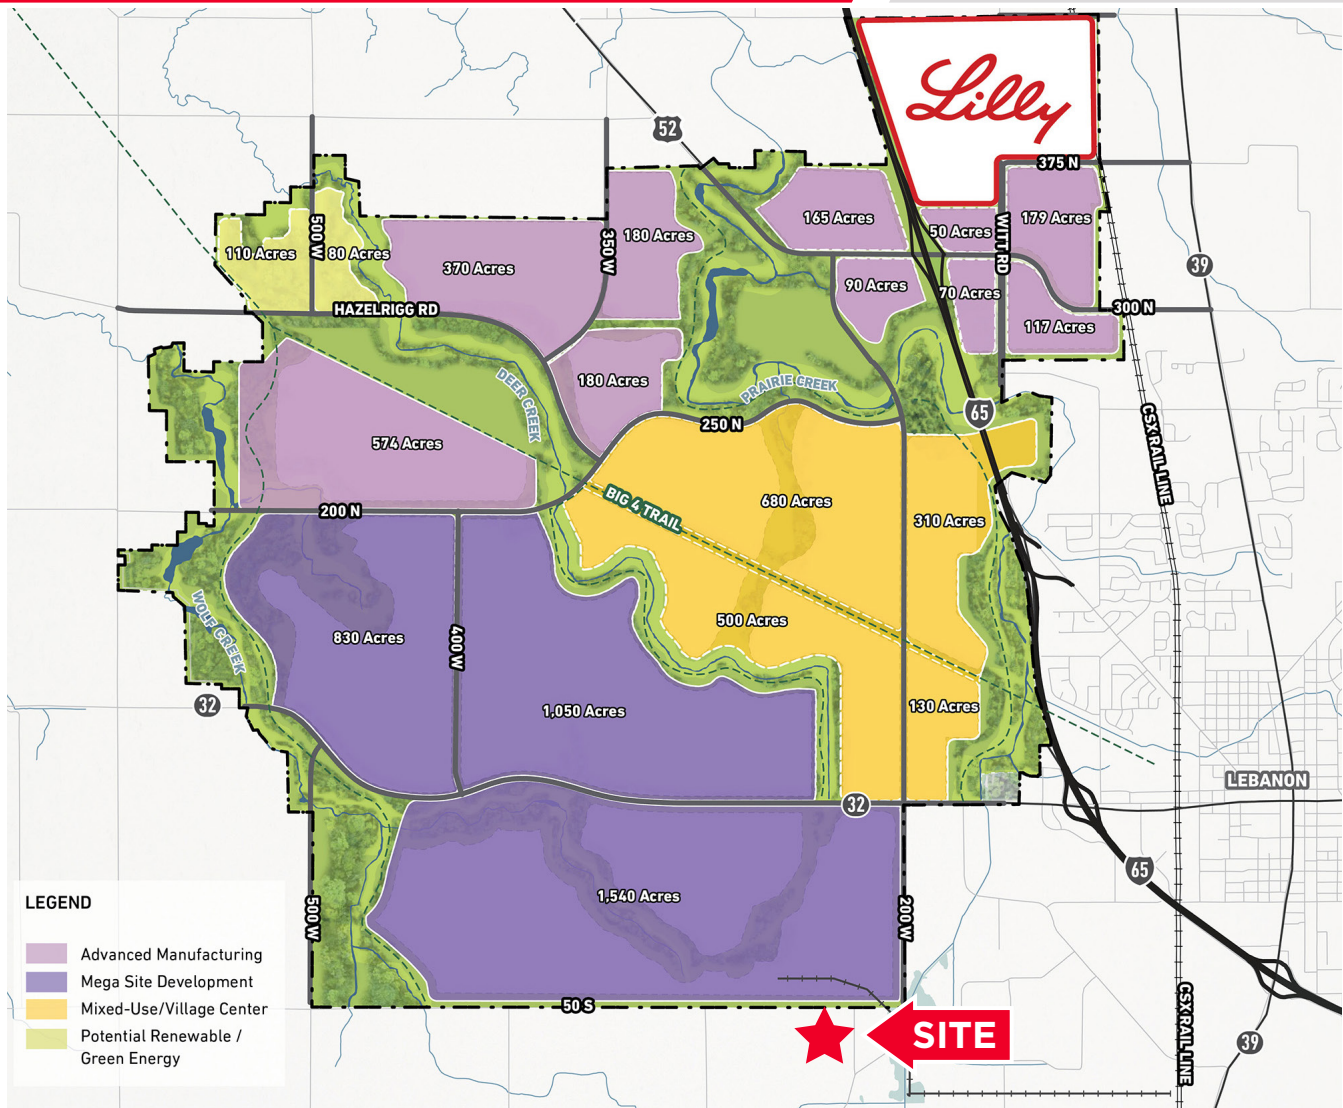 Lilly
52
375 N
39
165 Acres
50 Acres
179 Acres
WITT RD
180 Acres
350 W
500 W
110 Acres
80 Acres
370 Acres
90 Acres
70 Acres
HAZELRIGG RD
300 N
117 Acres
180 Acres
DEER CREEK
PRAIRIE CREEK
65
250 N
CSX RAIL LINE
574 Acres
BIG 4 TRAIL
680 Acres
310 Acres
200 N
WOLF CREEK
830 Acres
400 W
500 Acres
32
1,050 Acres
130 Acres
LEBANON
32
65
1,540 Acres
500 W
200 W
LEGEND
Advanced Manufacturing
Mega Site Development
Mixed-Use/Village Center
Potential Renewable /
Green Energy
50 S
SITE
CSX RAIL LINE
39